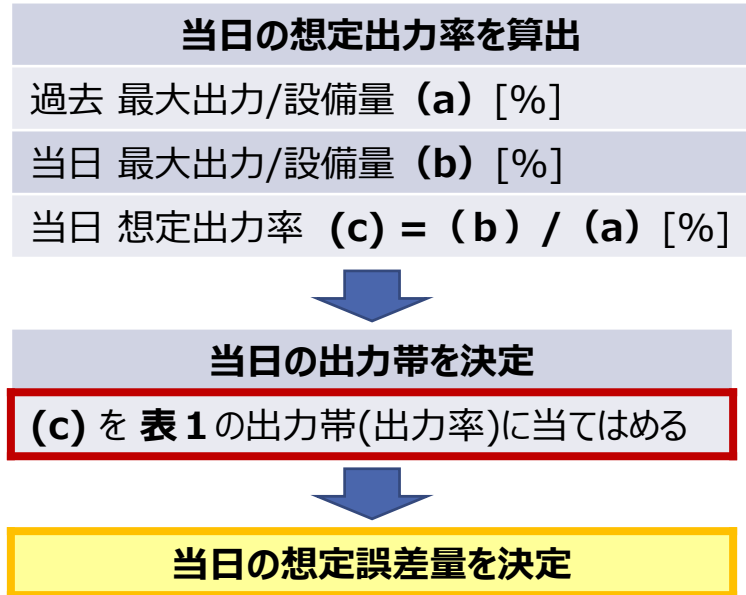 当日の想定出力率を算出
過去 最大出力/設備量（a）[%]
当日 最大出力/設備量（b）[%]
当日 想定出力率 (c) =（b）/（a）[%]
当日の出力帯を決定
(c) を 表１の出力帯(出力率)に当てはめる
当日の想定誤差量を決定